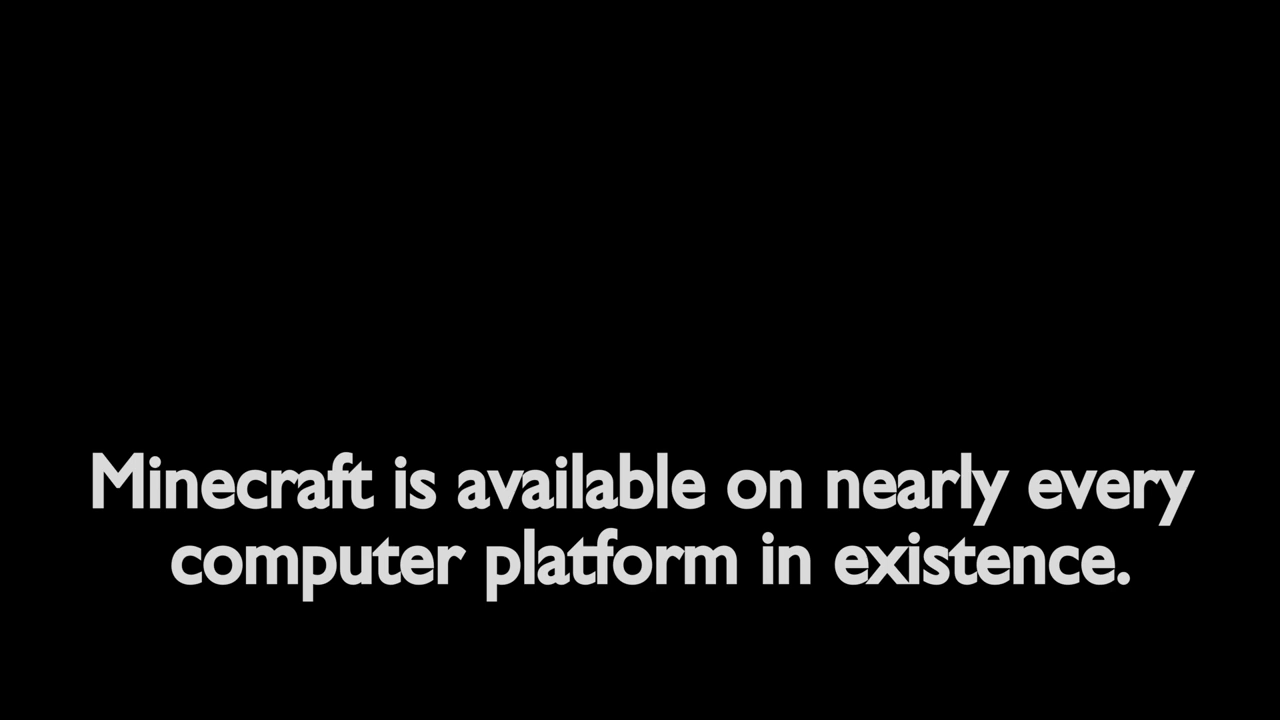 Minecraft is available on nearly every
computer platform in existence.